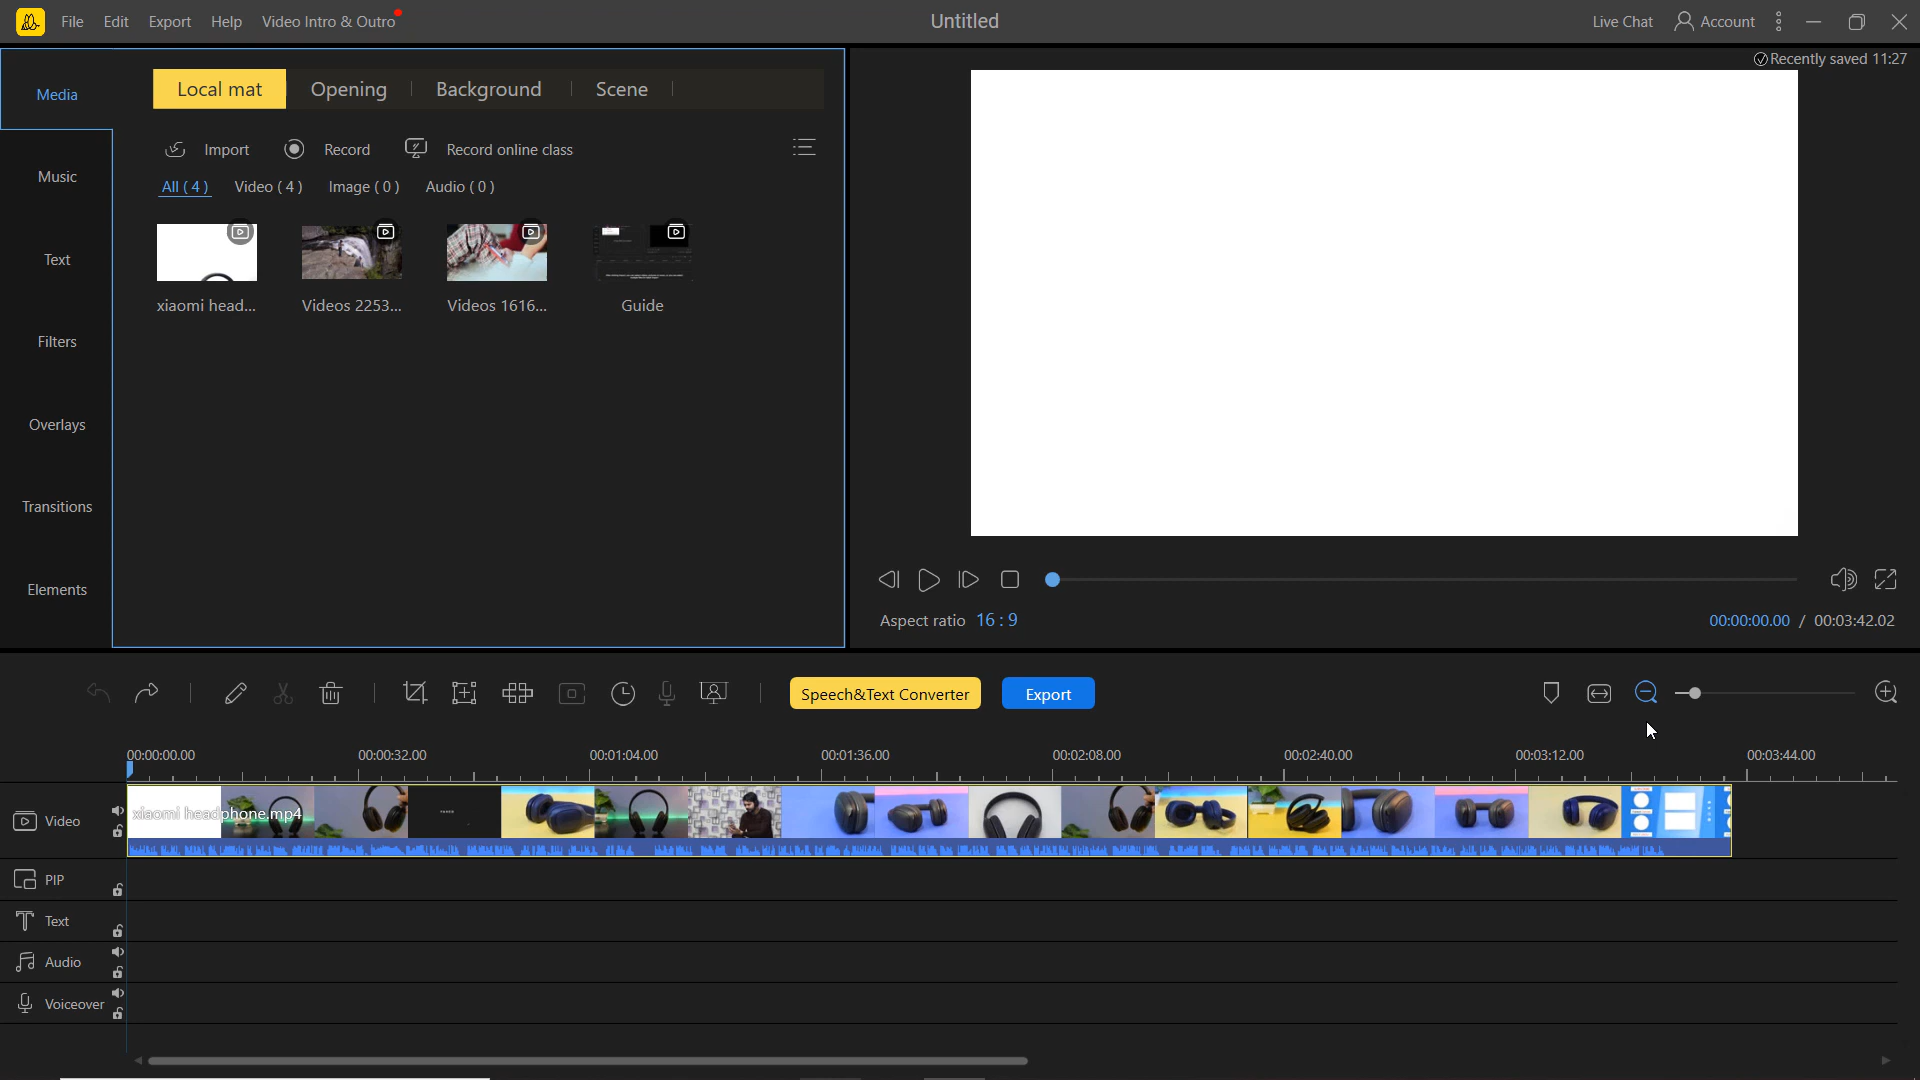 File Edit Export Help Video Intro & Outro
Untitled
Live Chat Account
Recently saved 11:27
Media
Music
Text
Filters
Overlays
Transitions
Elements
Local mat Opening Background Scene
Import Record Record online class
All ( 4 ) Video ( 4 ) Image ( 0 ) Audio ( 0 )
xiaomi head... Videos 2253... Videos 1616... Guide
Aspect ratio 16 : 9
00:00:00.00 / 00:03:42.02
Speech&Text Converter Export
00:00:00.00 00:00:32.00 00:01:04.00 00:01:36.00 00:02:08.00 00:02:40.00 00:03:12.00 00:03:44.00
Video
xiaomi headphone.mp4
PIP
Text
Audio
Voiceover